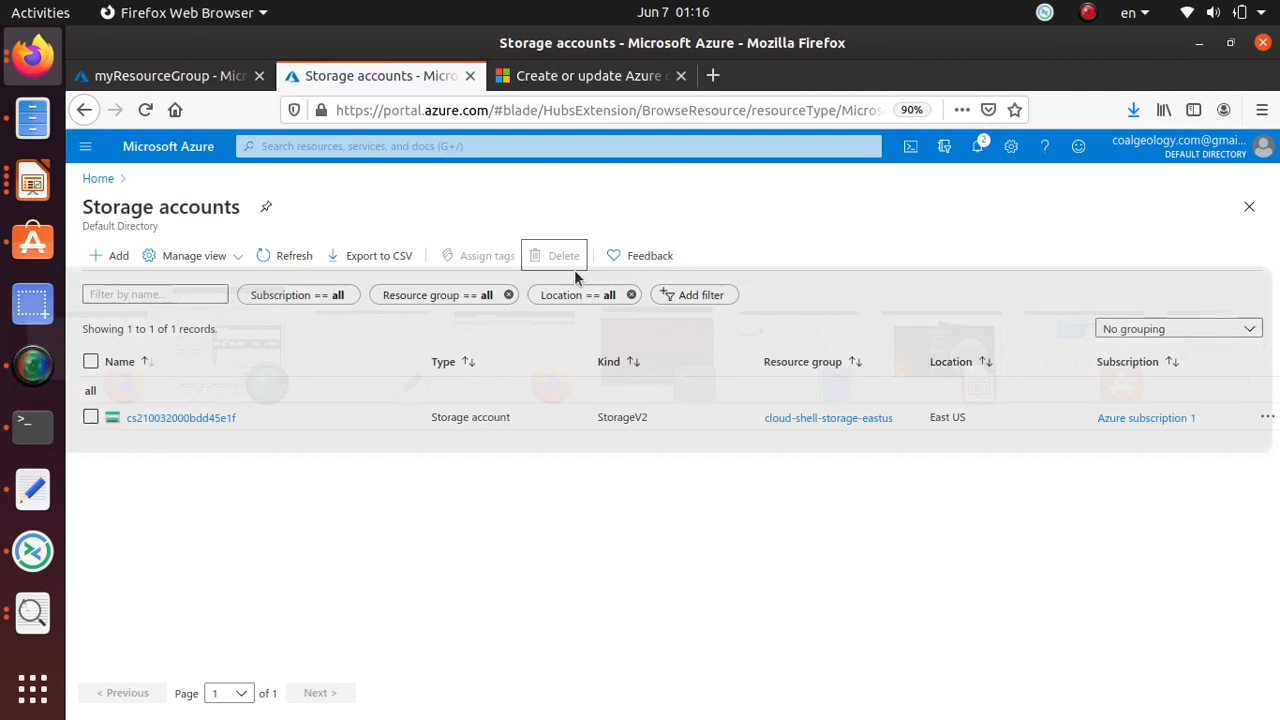 Activities Firefox Web Browser Jun 7 01:16 en
Storage accounts - Microsoft Azure - Mozilla Firefox
myResourceGroup - Micr Storage accounts - Micro Create or update Azure
https://portal.azure.com/#blade/HubsExtension/BrowseResource/resourceType/Micros 90%
Microsoft Azure Search resources, services, and docs (G+/) 2 coalgeology.com@gmai...
DEFAULT DIRECTORY
Home >
Storage accounts
Default Directory
Add Manage view Refresh Export to CSV Assign tags Delete Feedback
Filter by name... Subscription == all Resource group == all Location == all Add filter
Showing 1 to 1 of 1 records. No grouping
Name Type Kind Resource group Location Subscription
all
cs210032000bdd45e1f Storage account StorageV2 cloud-shell-storage-eastus East US Azure subscription 1 ...
< Previous Page 1 of 1 Next >